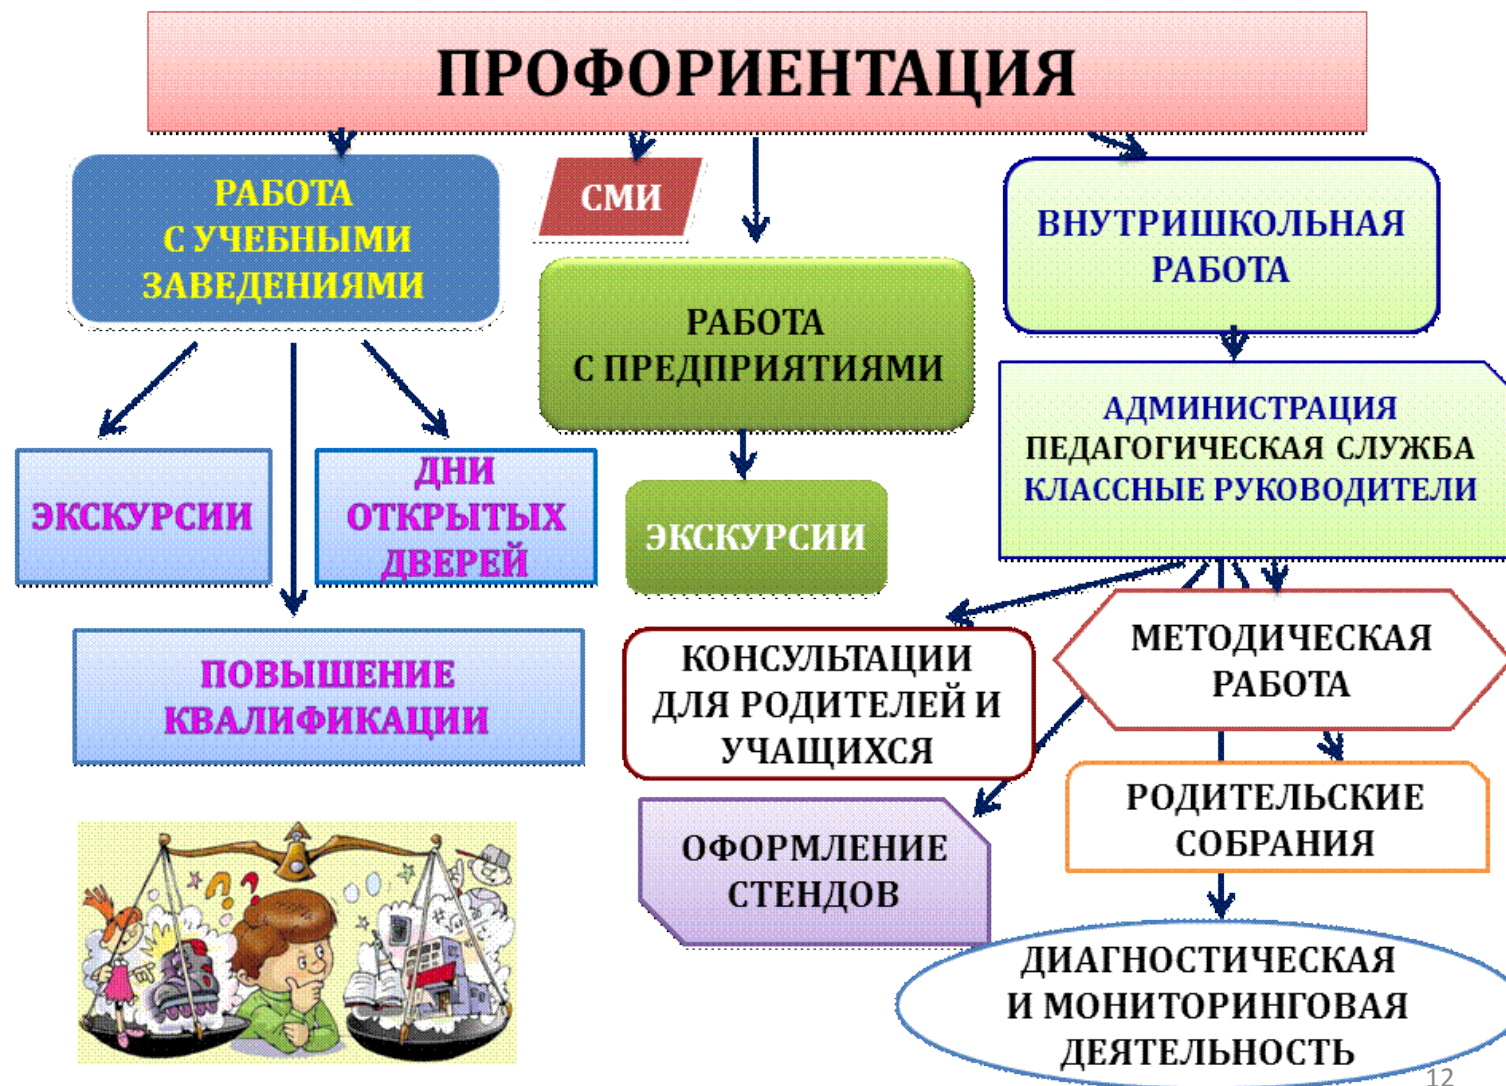 ПРОФОРИЕНТАЦИЯ
РАБОТА
С УЧЕБНЫМИ
ЗАВЕДЕНИЯМИ
СМИ
РАБОТА
С ПРЕДПРИЯТИЯМИ
ВНУТРИШКОЛЬНАЯ
РАБОТА
АДМИНИСТРАЦИЯ
ПЕДАГОГИЧЕСКАЯ СЛУЖБА
КЛАССНЫЕ РУКОВОДИТЕЛИ
ЭКСКУРСИИ
ДНИ
ОТКРЫТЫХ
ДВЕРЕЙ
ЭКСКУРСИИ
ПОВЫШЕНИЕ
КВАЛИФИКАЦИИ
КОНСУЛЬТАЦИИ
ДЛЯ РОДИТЕЛЕЙ И
УЧАЩИХСЯ
МЕТОДИЧЕСКАЯ
РАБОТА
ОФОРМЛЕНИЕ
СТЕНДОВ
РОДИТЕЛЬСКИЕ
СОБРАНИЯ
ДИАГНОСТИЧЕСКАЯ
И МОНИТОРИНГОВАЯ
ДЕЯТЕЛЬНОСТЬ
12